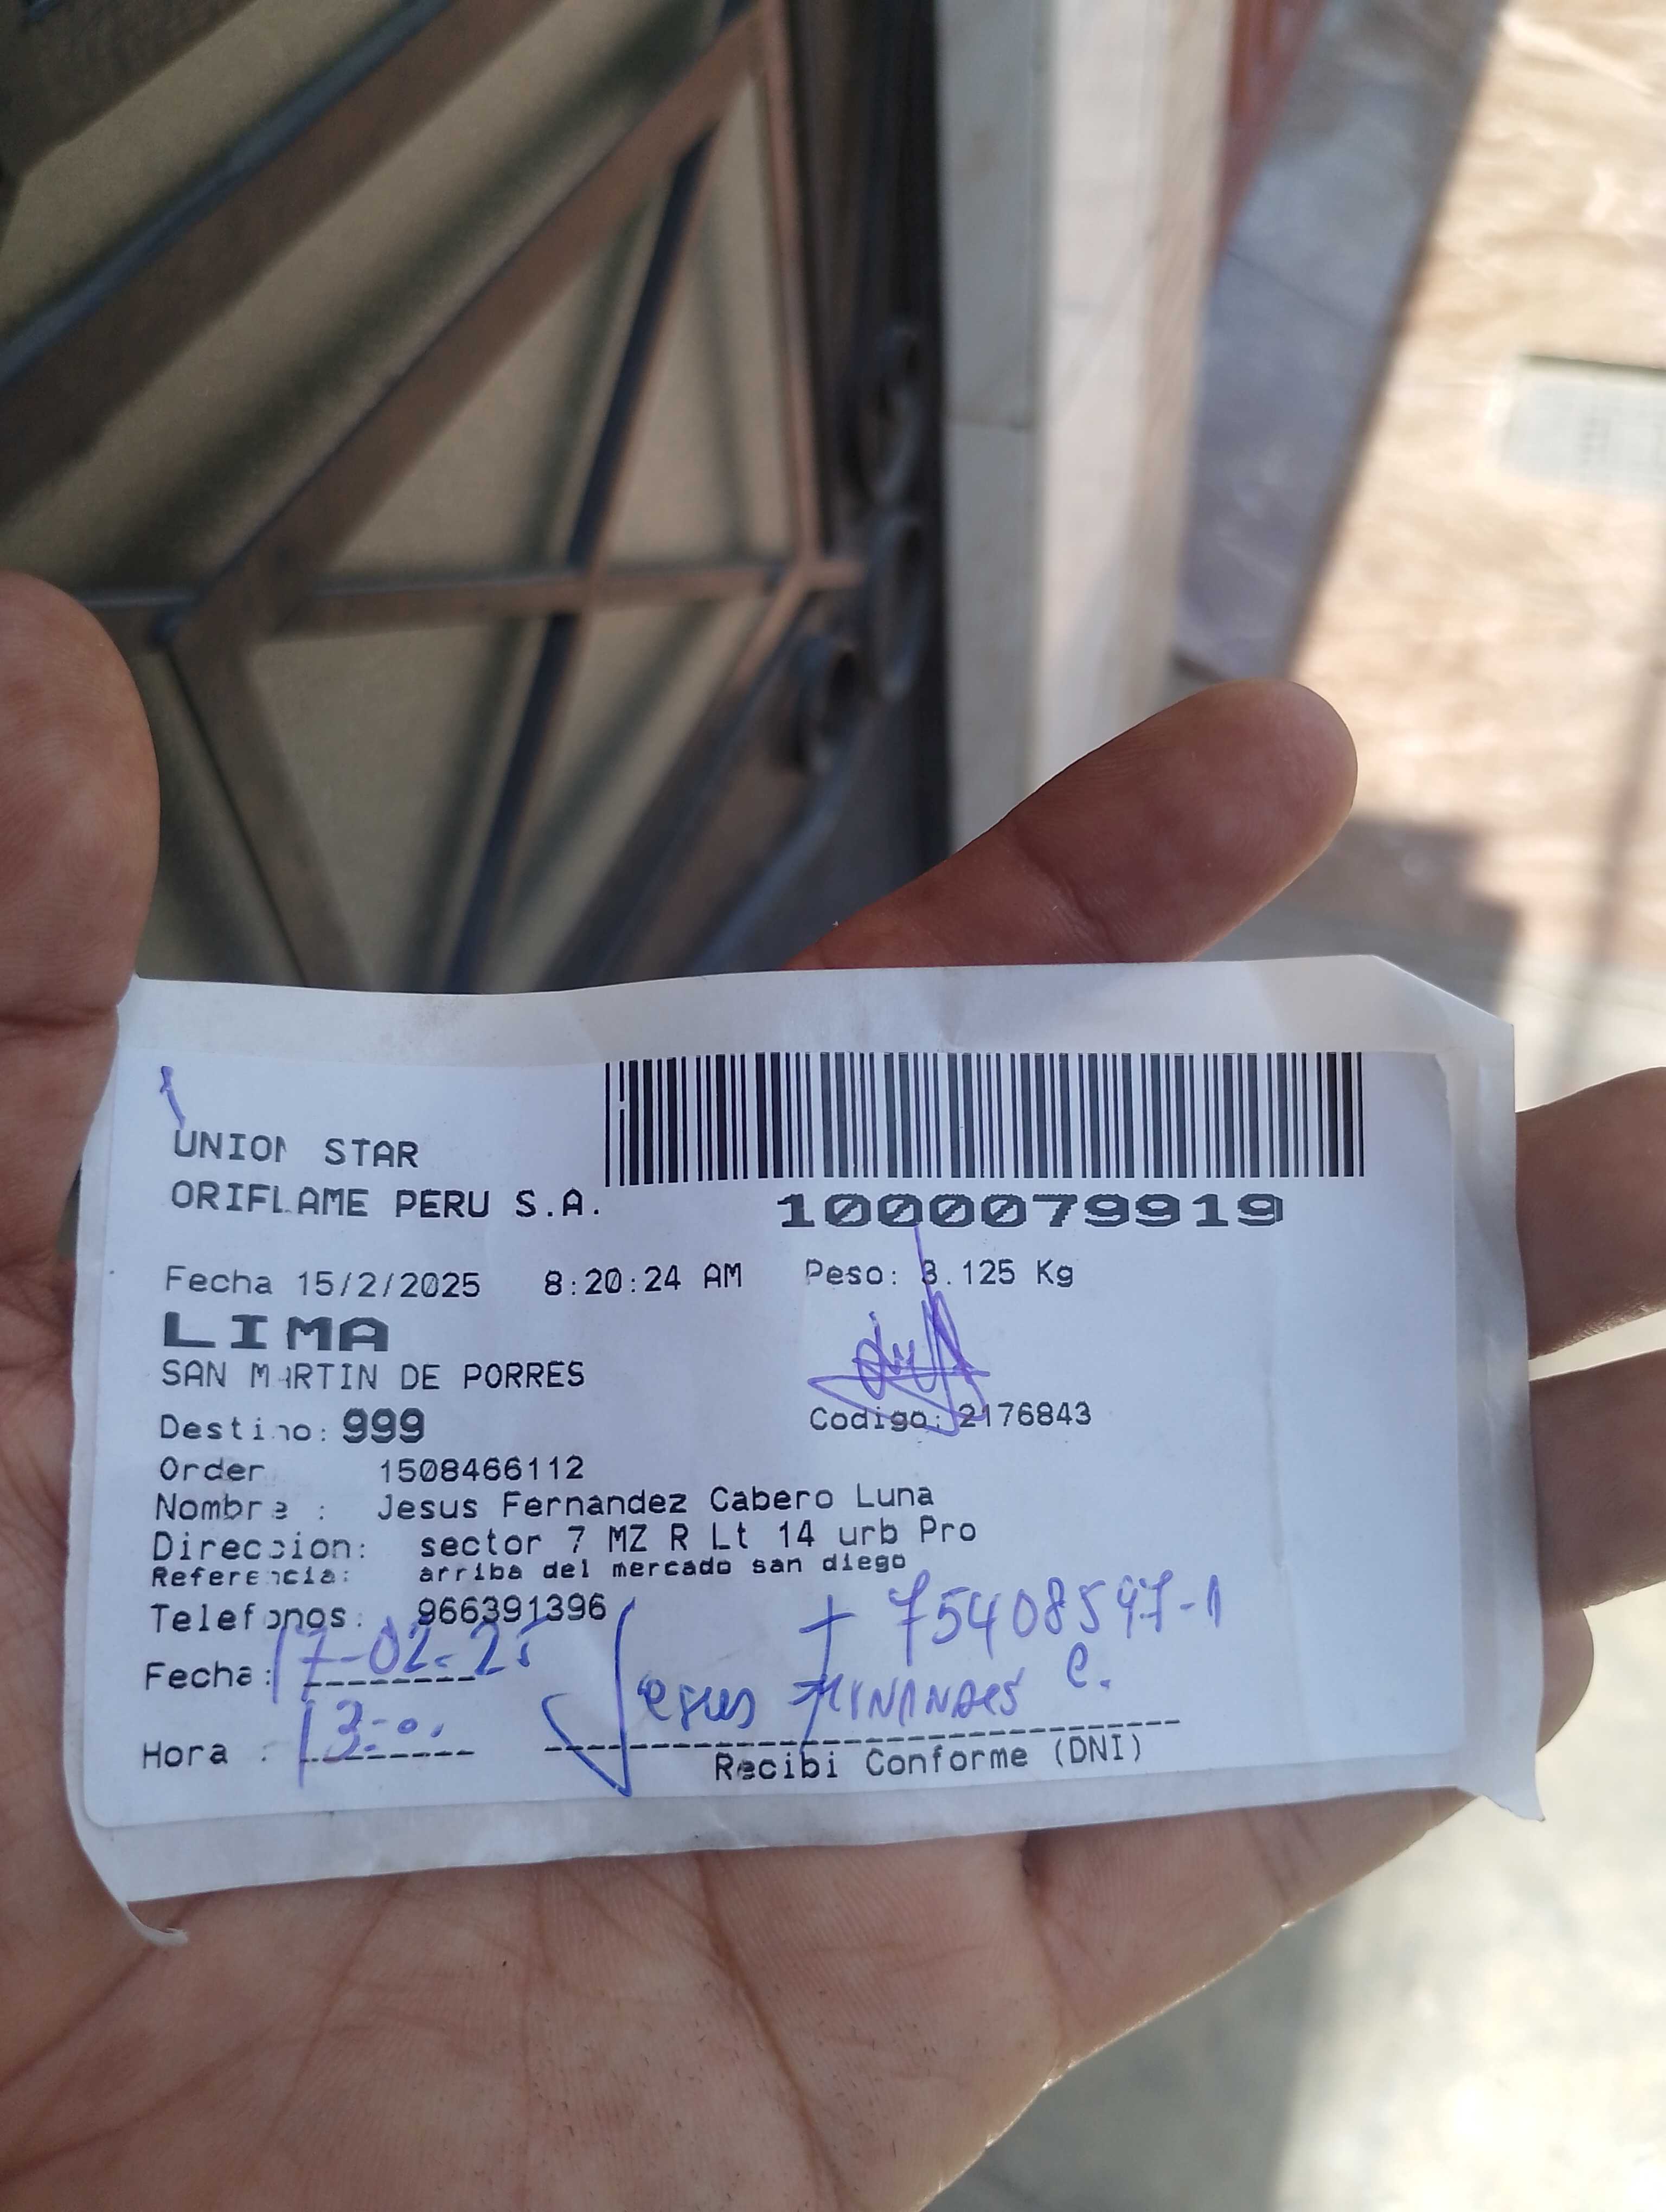 UNION STAR
ORIFLAME PERU S.A.
1000079919
Fecha 15/2/2025 8:20:24 AM Peso: 3.125 Kg
LIMA
SAN MARTIN DE PORRES
Destino: 999 Codigo: 2176843
Order 1508466112
Nombre : Jesus Fernandez Cabero Luna
Direccion: sector 7 MZ R Lt 14 urb Pro
Referencia: arriba del mercado san diego
Telefonos: 966391396
75408597-1
Fecha: 17-02-25
Jesus C.
Hora : 13:00
Recibi Conforme (DNI)